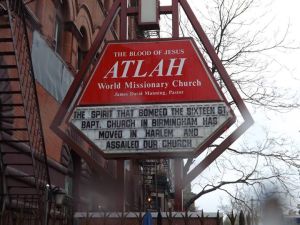 WORLD
THE BLOOD OF JESUS
ATLAH
World Missionary Church
James David Manning, Pastor
THE SPIRIT THAT BOMBED THE SIXTEEN ST.
BAPT. CHURCH IN BIRMINGHAM HAS
MOVED IN HARLEM AND
ASSAILED OUR CHURCH